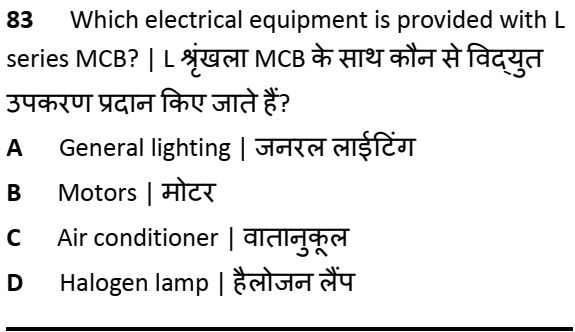 83 Which electrical equipment is provided with L
series MCB? | L श्रृंखला MCB के साथ कौन से विद्युत
उपकरण प्रदान किए जाते हैं?
A General lighting | जनरल लाईटिंग
B Motors | मोटर
C Air conditioner | वातानुकूल
D Halogen lamp | हैलोजन लैंप